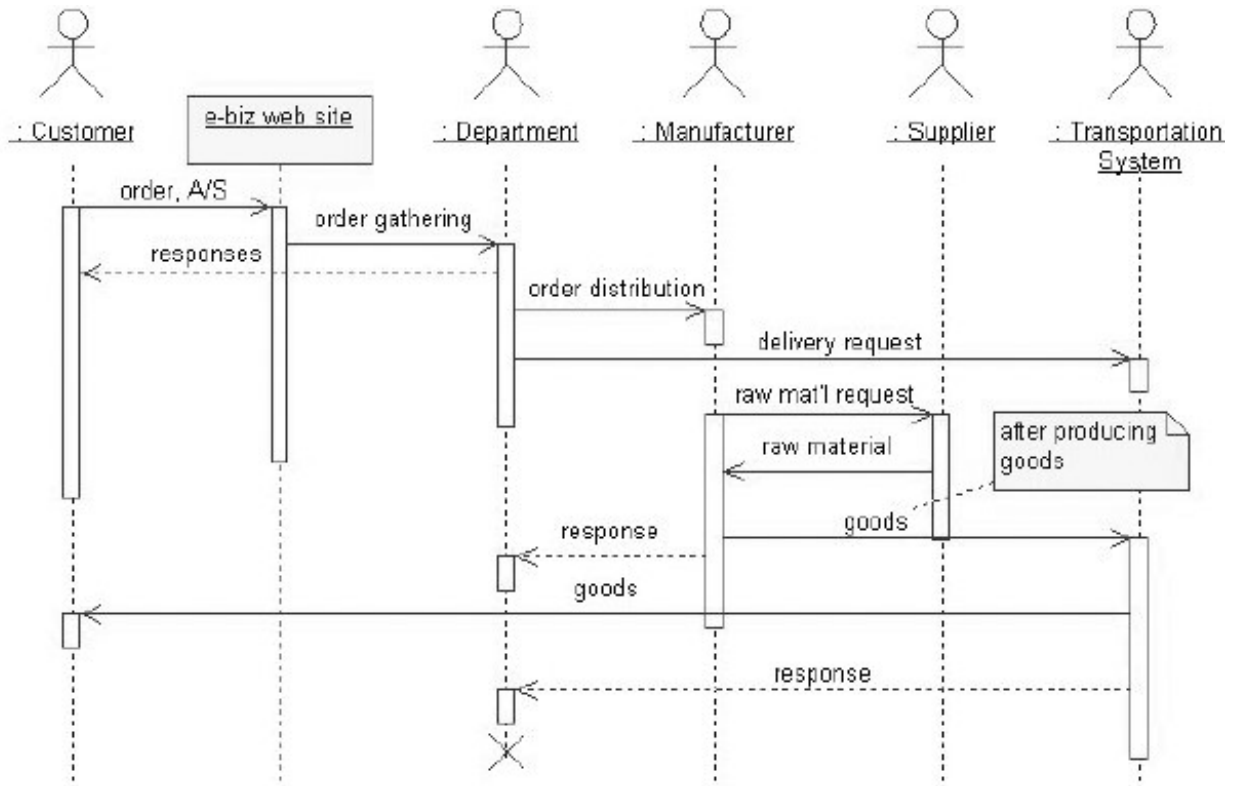 e-biz web site
: Customer
: Department
: Manufacturer
: Supplier
: Transportation
System
order, A/S
order gathering
responses
order distribution
delivery request
raw mat'l request
after producing
goods
raw material
goods
response
goods
response